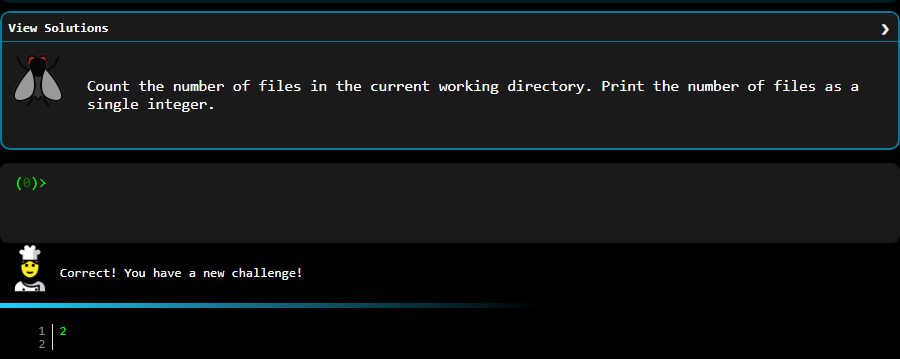 View Solutions ❯
Count the number of files in the current working directory. Print the number of files as a
single integer.
(0)>
Correct! You have a new challenge!
1 2
2